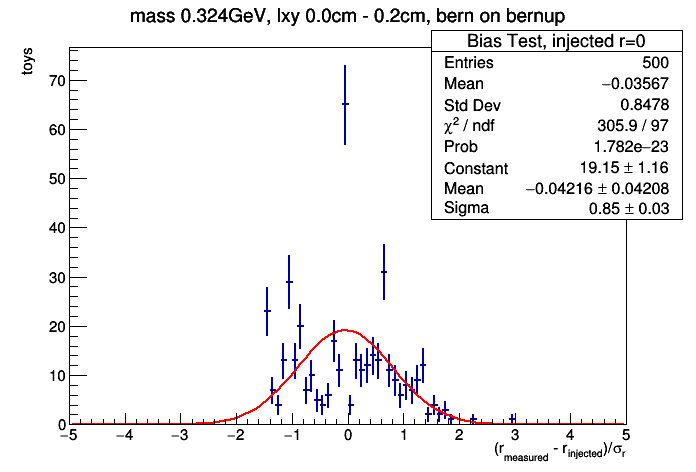 mass 0.324GeV, lxy 0.0cm - 0.2cm, bern on bernup
Bias Test, injected r=0
Entries 500
Mean −0.03567
Std Dev 0.8478
χ² / ndf 305.9 / 97
Prob 1.782e−23
Constant 19.15 ± 1.16
Mean −0.04216 ± 0.04208
Sigma 0.85 ± 0.03
toys
70
60
50
40
30
20
10
0
−5 −4 −3 −2 −1 0 1 2 3 4 5
(r_measured - r_injected)/σ_r